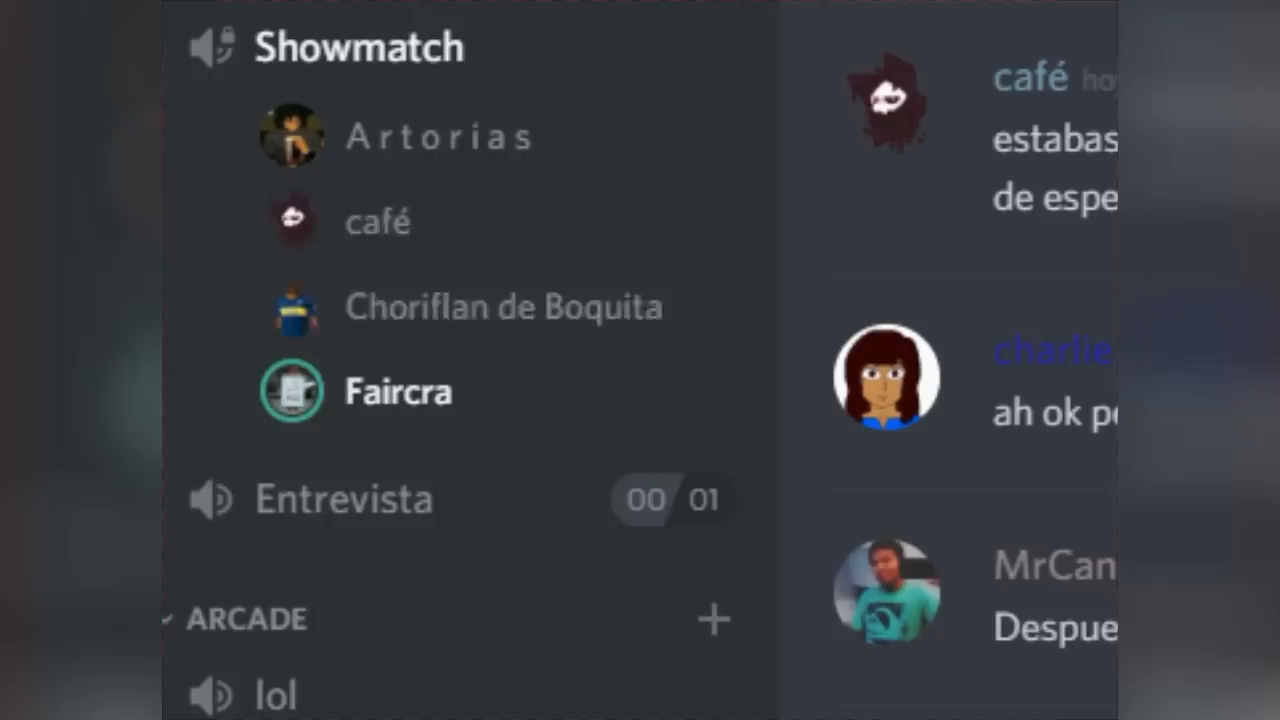 Showmatch
A r t o r i a s
café
Choriflan de Boquita
Faircra
Entrevista
00 / 01
ARCADE
lol
café
estabas
de espe
charlie
ah ok
MrCan
Despue